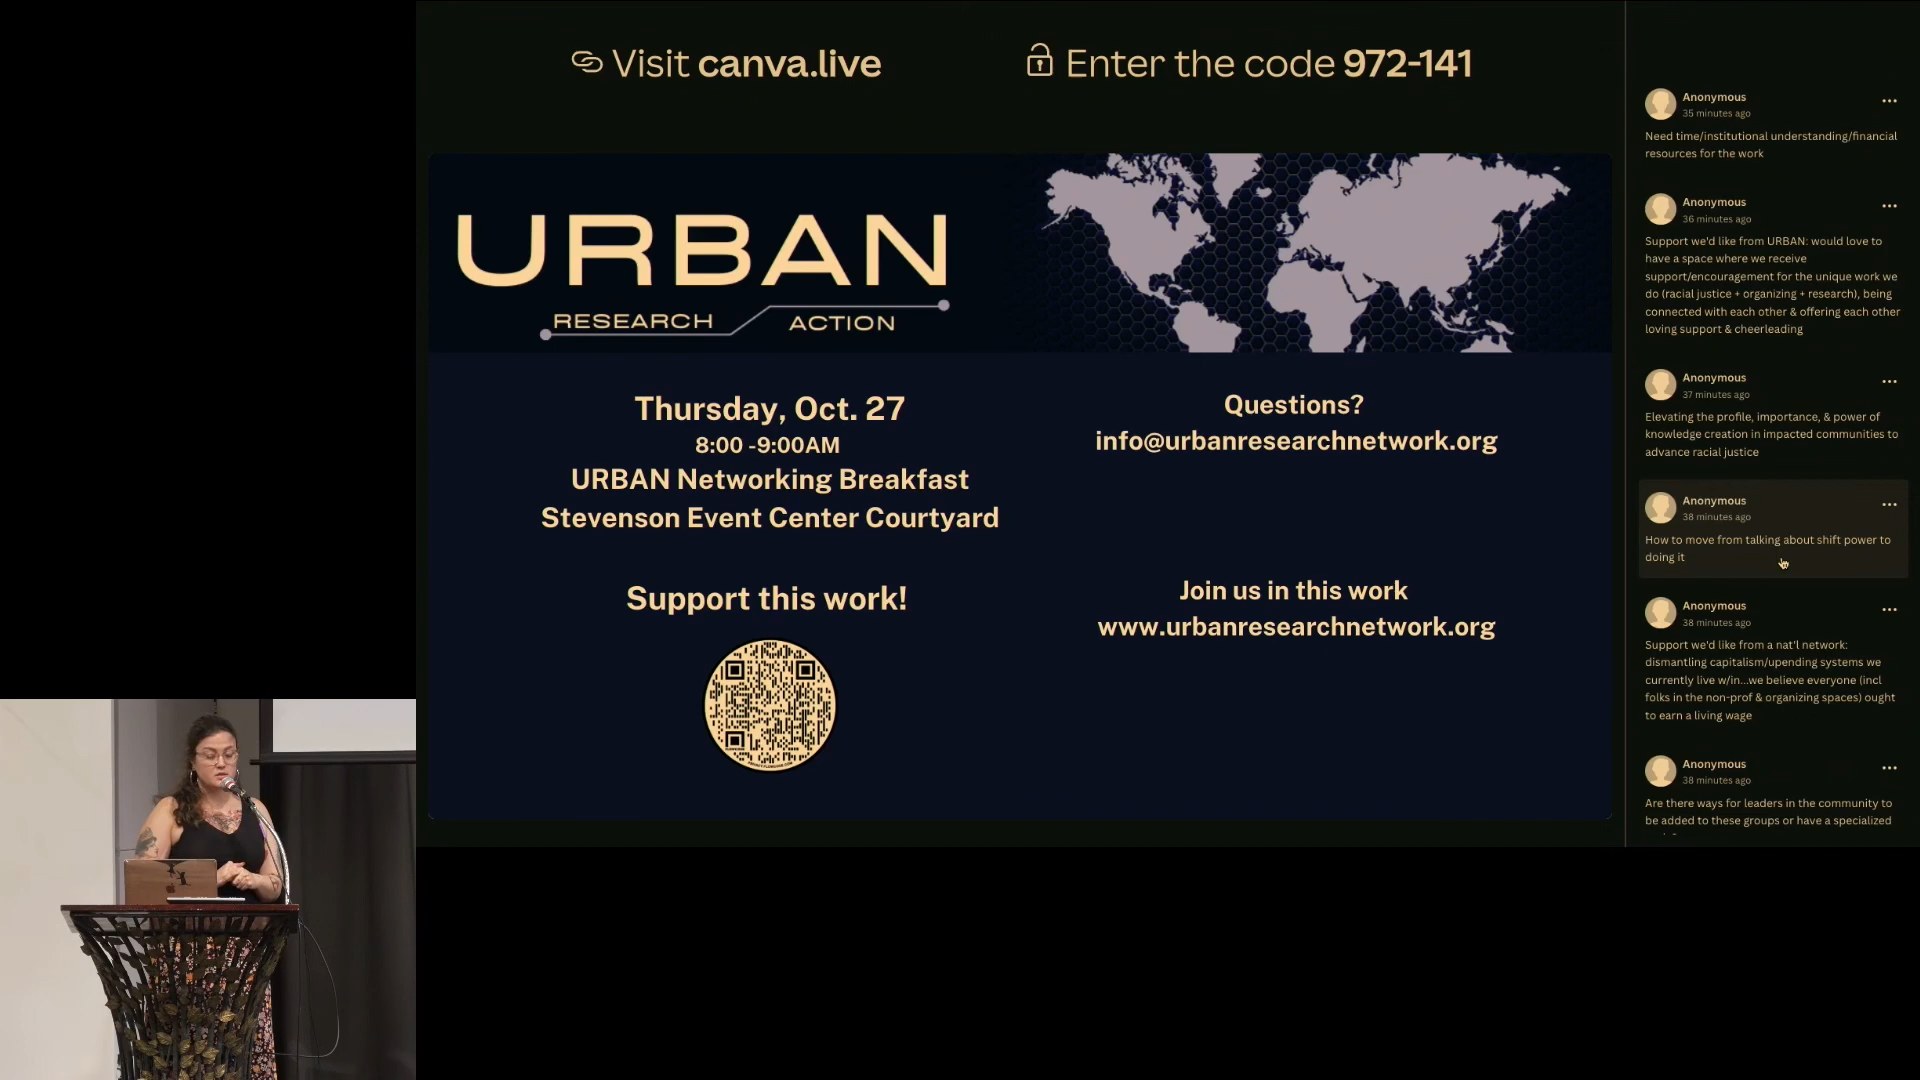 Visit canva.live
Enter the code 972-141
URBAN
RESEARCH
ACTION
Thursday, Oct. 27
8:00 -9:00AM
URBAN Networking Breakfast
Stevenson Event Center Courtyard
Support this work!
Questions?
info@urbanresearchnetwork.org
Join us in this work
www.urbanresearchnetwork.org
Anonymous
35 minutes ago
Need time/institutional understanding/financial
resources for the work
Anonymous
36 minutes ago
Support we'd like from URBAN: would love to
have a space where we receive
support/encouragement for the unique work we
do (racial justice + organizing + research), being
connected with each other & offering each other
loving support & cheerleading
Anonymous
37 minutes ago
Elevating the profile, importance, & power of
knowledge creation in impacted communities to
advance racial justice
Anonymous
38 minutes ago
How to move from talking about shift power to
doing it
Anonymous
38 minutes ago
Support we'd like from a nat'l network:
dismantling capitalism/upending systems we
currently live w/in...we believe everyone (incl
folks in the non-prof & organizing spaces) ought
to earn a living wage
Anonymous
38 minutes ago
Are there ways for leaders in the community to
be added to these groups or have a specialized